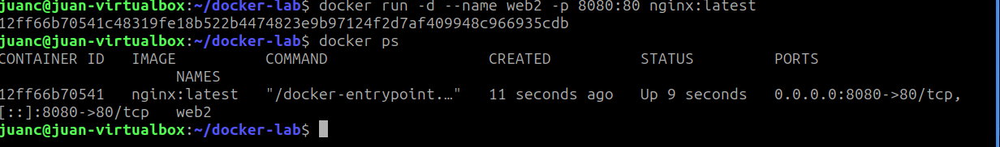 juanc@juan-virtualbox:~/docker-lab$ docker run -d --name web2 -p 8080:80 nginx:latest
12ff66b70541c48319fe18b522b4474823e9b97124f2d7af409948c966935cdb
juanc@juan-virtualbox:~/docker-lab$ docker ps
CONTAINER ID   IMAGE          COMMAND                  CREATED          STATUS         PORTS
                    NAMES
12ff66b70541   nginx:latest   "/docker-entrypoint.…"   11 seconds ago   Up 9 seconds   0.0.0.0:8080->80/tcp,
[::]:8080->80/tcp   web2
juanc@juan-virtualbox:~/docker-lab$